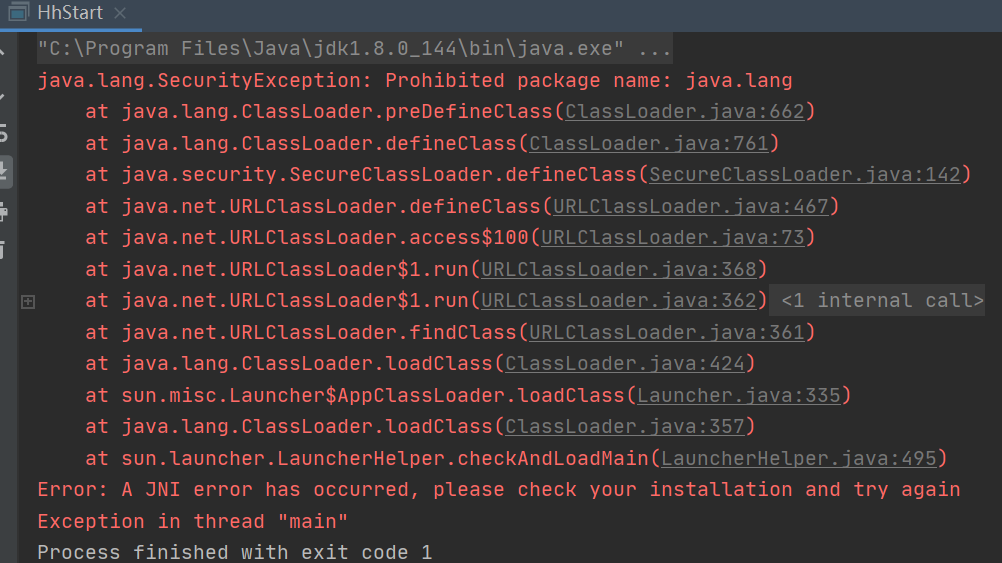 HhStart
"C:\Program Files\Java\jdk1.8.0_144\bin\java.exe" ...
java.lang.SecurityException: Prohibited package name: java.lang
at java.lang.ClassLoader.preDefineClass(ClassLoader.java:662)
at java.lang.ClassLoader.defineClass(ClassLoader.java:761)
at java.security.SecureClassLoader.defineClass(SecureClassLoader.java:142)
at java.net.URLClassLoader.defineClass(URLClassLoader.java:467)
at java.net.URLClassLoader.access$100(URLClassLoader.java:73)
at java.net.URLClassLoader$1.run(URLClassLoader.java:368)
at java.net.URLClassLoader$1.run(URLClassLoader.java:362) <1 internal call>
at java.net.URLClassLoader.findClass(URLClassLoader.java:361)
at java.lang.ClassLoader.loadClass(ClassLoader.java:424)
at sun.misc.Launcher$AppClassLoader.loadClass(Launcher.java:335)
at java.lang.ClassLoader.loadClass(ClassLoader.java:357)
at sun.launcher.LauncherHelper.checkAndLoadMain(LauncherHelper.java:495)
Error: A JNI error has occurred, please check your installation and try again
Exception in thread "main"
Process finished with exit code 1